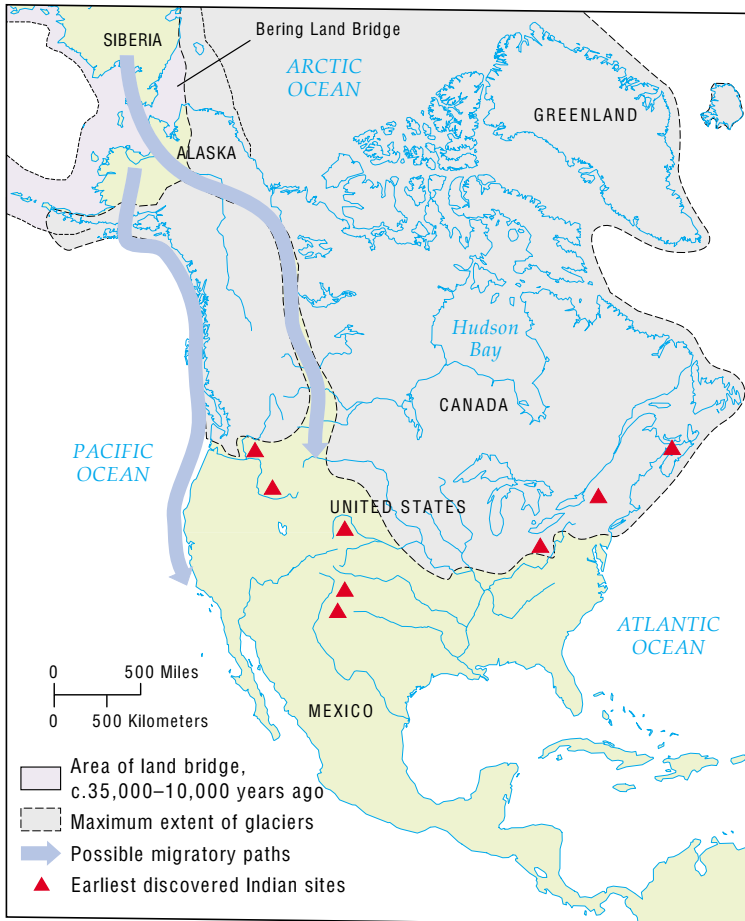 Bering Land Bridge
SIBERIA
ARCTIC
OCEAN
GREENLAND
ALASKA
Hudson
Bay
CANADA
PACIFIC
OCEAN
UNITED STATES
ATLANTIC
OCEAN
MEXICO
0 500 Miles
0 500 Kilometers
Area of land bridge,
c.35,000–10,000 years ago
Maximum extent of glaciers
Possible migratory paths
Earliest discovered Indian sites